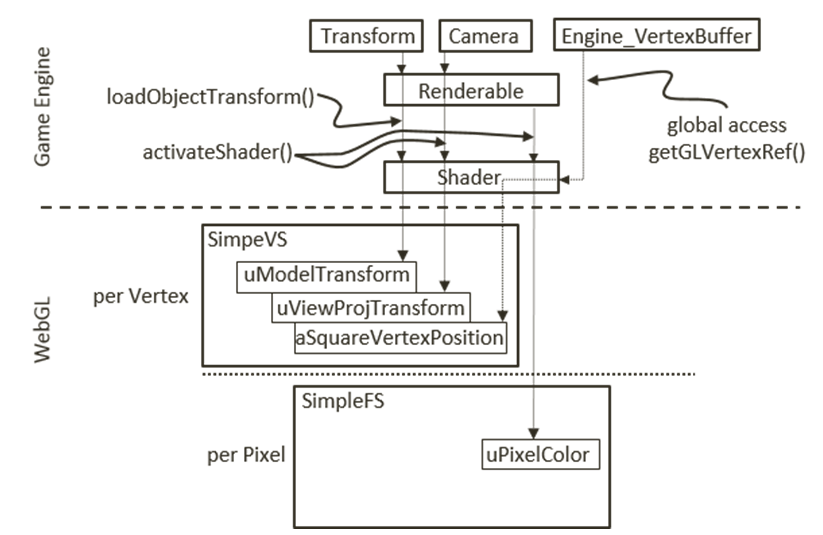 Transform
Camera
Engine_VertexBuffer
Game Engine
Renderable
loadObjectTransform()
activateShader()
global access
getGLVertexRef()
Shader
WebGL
SimpeVS
per Vertex
uModelTransform
uViewProjTransform
aSquareVertexPosition
SimpleFS
per Pixel
uPixelColor